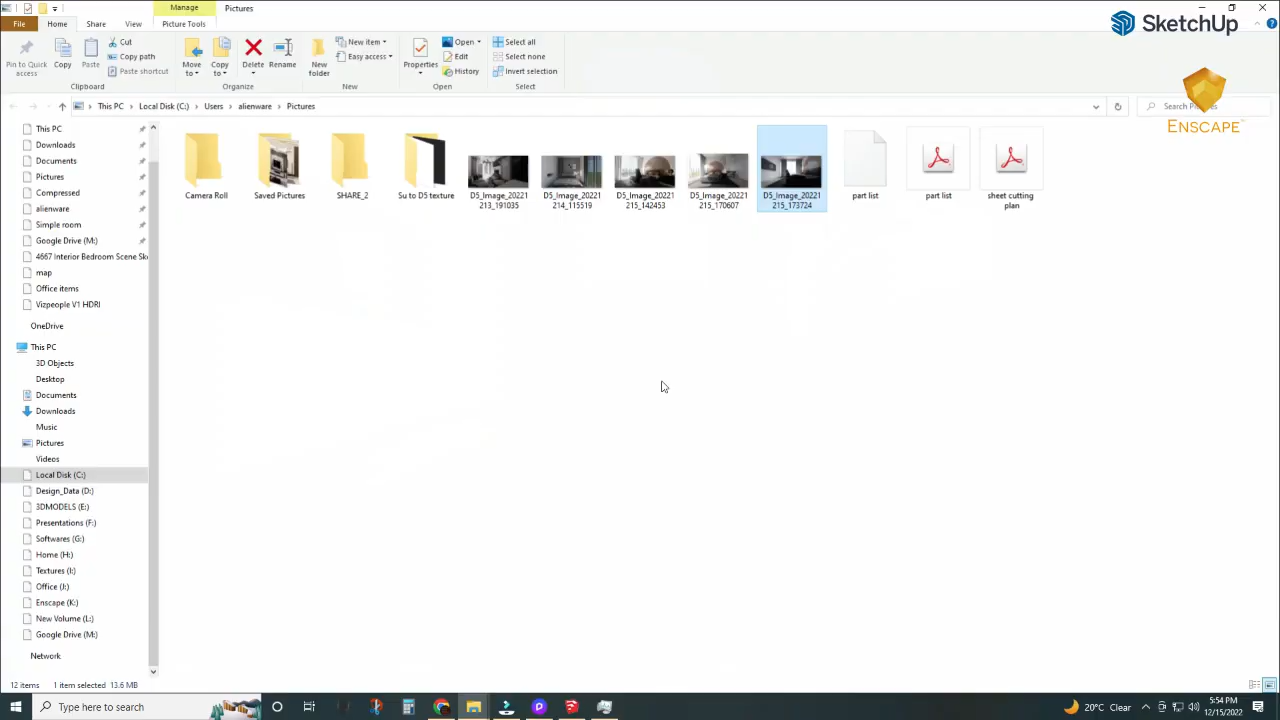 Manage
Pictures
File
Home
Share
View
Picture Tools
SketchUp
Pin to Quick access
Copy
Paste
Cut
Copy path
Paste shortcut
Clipboard
Move to
Copy to
Delete
Rename
Organize
New folder
New item
Easy access
New
Properties
Open
Edit
History
Open
Select all
Select none
Invert selection
Select
This PC
Local Disk (C:)
Users
alienware
Pictures
ENSCAPE™
This PC
Downloads
Documents
Pictures
Compressed
alienware
Simple room
Google Drive (M:)
4667 Interior Bedroom Scene Sk
map
Office items
Vizpeople V1 HDRI
OneDrive
This PC
3D Objects
Desktop
Documents
Downloads
Music
Pictures
Videos
Local Disk (C:)
Design_Data (D:)
3DMODELS (E:)
Presentations (F:)
Softwares (G:)
Home (H:)
Textures (I:)
Office (J:)
Enscape (K:)
New Volume (L:)
Google Drive (M:)
Network
Camera Roll
Saved Pictures
SHARE_2
Su to D5 texture
D5_Image_20221
213_191035
D5_Image_20221
214_115519
D5_Image_20221
215_142453
D5_Image_20221
215_170607
D5_Image_20221
215_173724
part list
part list
sheet cutting
plan
12 items
1 item selected 13.6 MB
Type here to search
20°C Clear
5:54 PM
12/15/2022